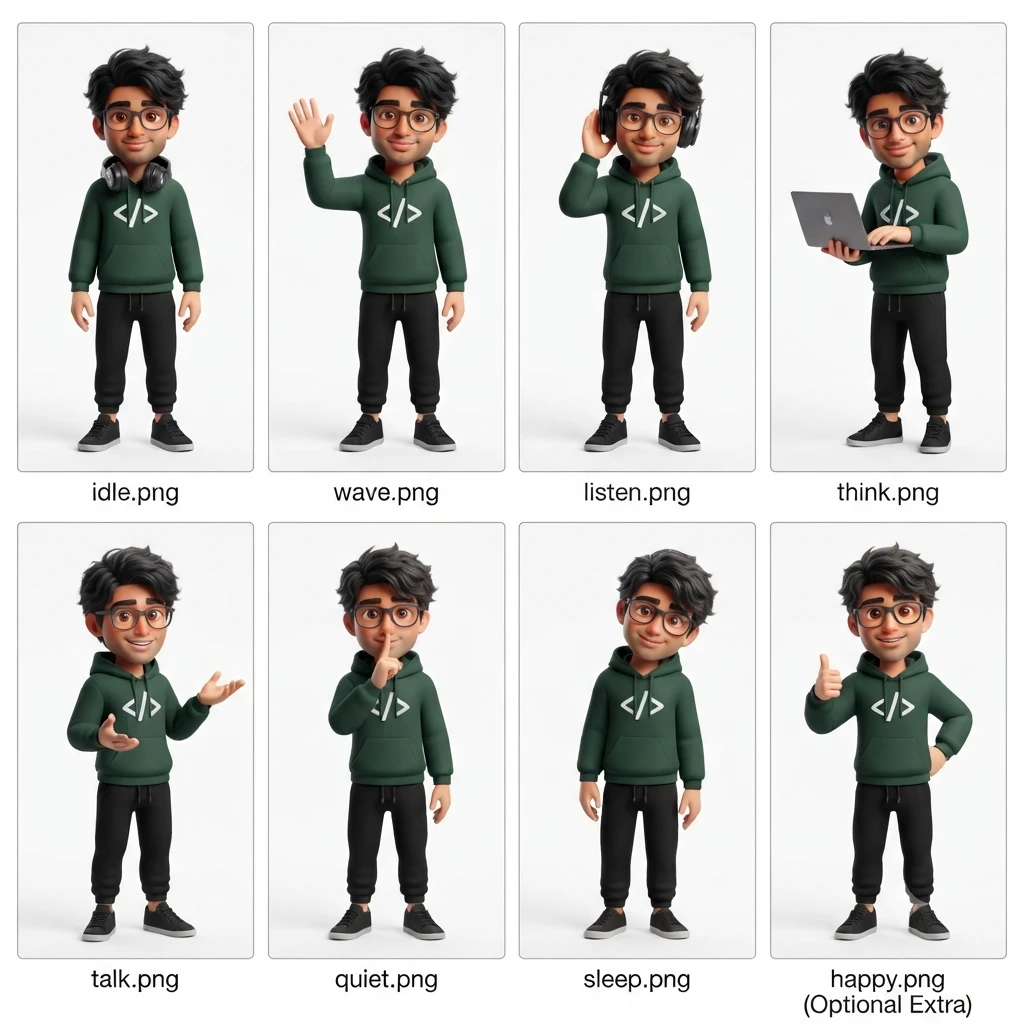 </>
</>
</>
</>
idle.png
wave.png
listen.png
think.png
</>
</>
</>
</>
talk.png
quiet.png
sleep.png
happy.png
(Optional Extra)